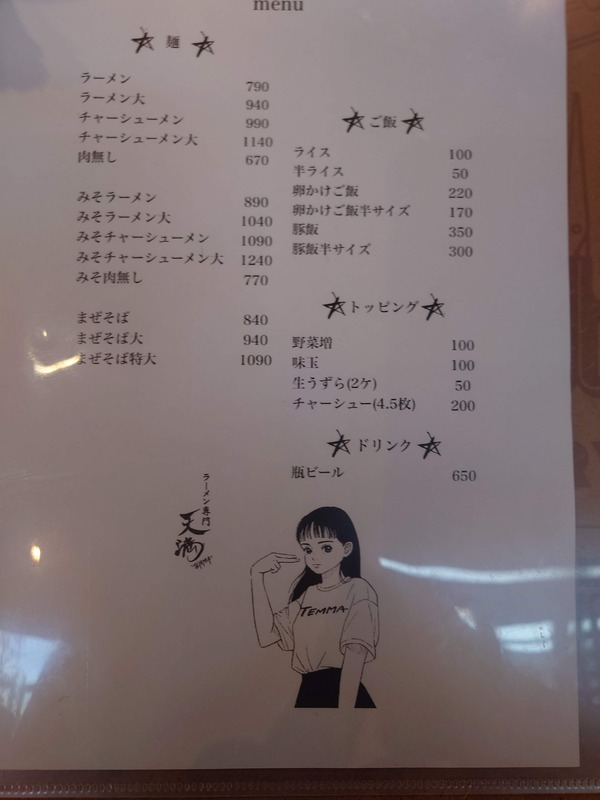 menu
麺
ラーメン 790
ラーメン大 940
チャーシューメン 990
チャーシューメン大 1140
肉無し 670
みそラーメン 890
みそラーメン大 1040
みそチャーシューメン 1090
みそチャーシューメン大 1240
みそ肉無し 770
まぜそば 840
まぜそば大 940
まぜそば特大 1090
ご飯
ライス 100
半ライス 50
卵かけご飯 220
卵かけご飯半サイズ 170
豚飯 350
豚飯半サイズ 300
トッピング
野菜増 100
味玉 100
生うずら(2ケ) 50
チャーシュー(4.5枚) 200
ドリンク
瓶ビール 650
ラーメン専門
天満
TEMMA